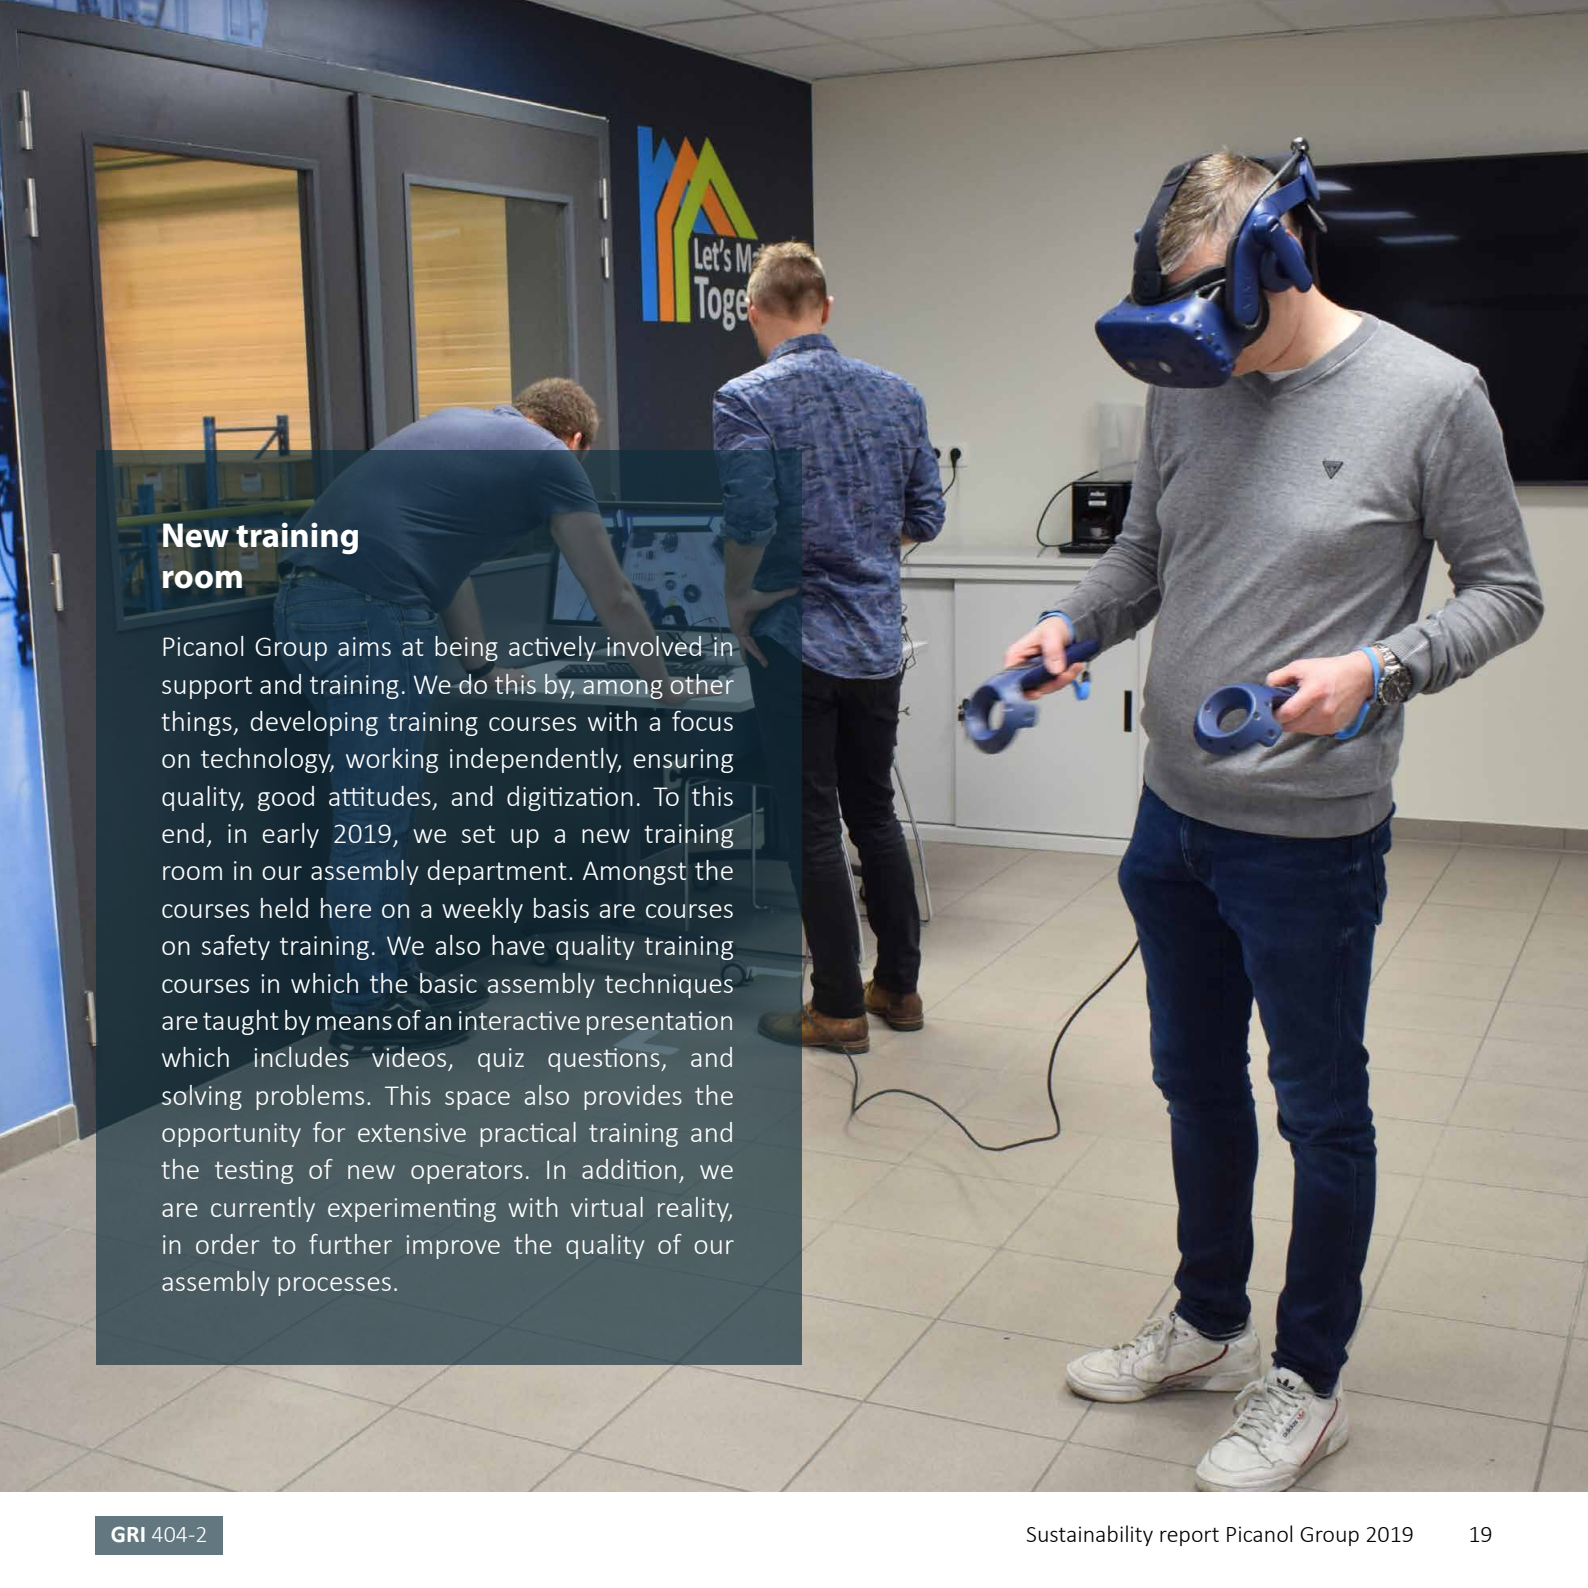 Let's
New training
room
Picanol Group aims at being actively involved in
support and training. We do this by, among other
things, developing training courses with a focus
on technology, working independently, ensuring
quality, good attitudes, and digitization. To this
end, in early 2019, we set up a new training
room in our assembly department. Amongst the
courses held here on a weekly basis are courses
on safety training. We also have quality training
courses in which the basic assembly techniques
are taught by means of an interactive presentation
which includes videos, quiz questions, and
solving problems. This space also provides the
opportunity for extensive practical training and
the testing of new operators. In addition, we
are currently experimenting with virtual reality,
in order to further improve the quality of our
assembly processes.
GRI 404-2
Sustainability report Picanol Group 2019 19